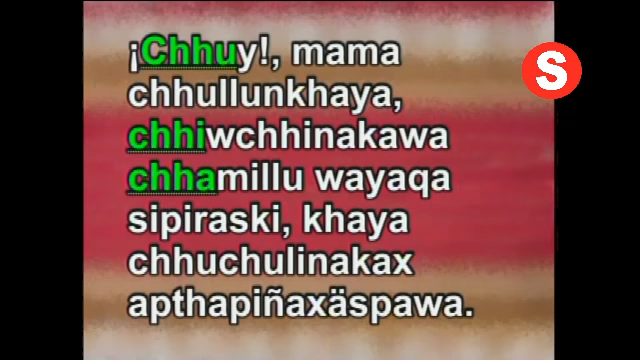 ¡Chhuy!, mama
chhullunkhaya,
chhiwchhinakawa
chhamillu wayaqa
sipiraski, khaya
chhuchulinakax
apthapiñaxäspawa.
S